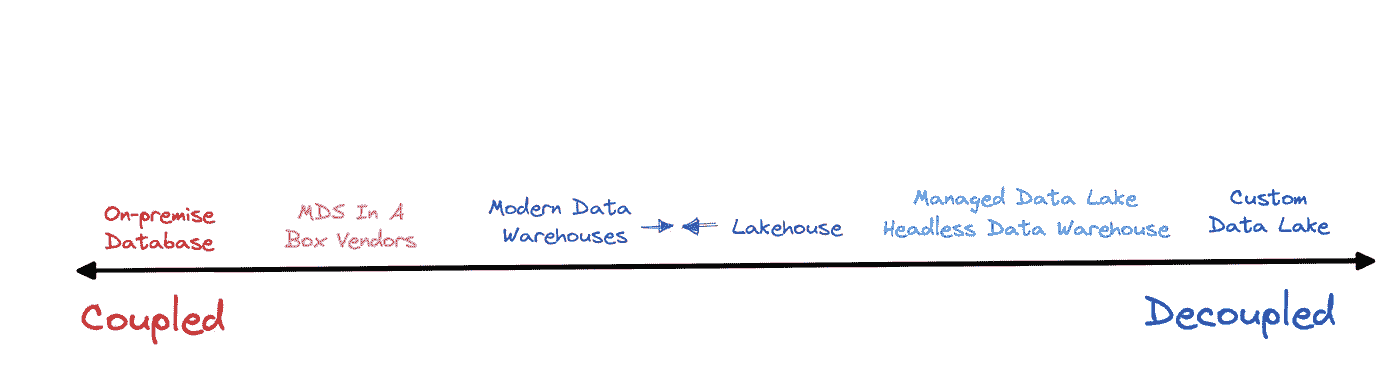 On-premise
Database
MDS In A
Box Vendors
Modern Data
Warehouses
Lakehouse
Managed Data Lake
Headless Data Warehouse
Custom
Data Lake
Coupled
Decoupled